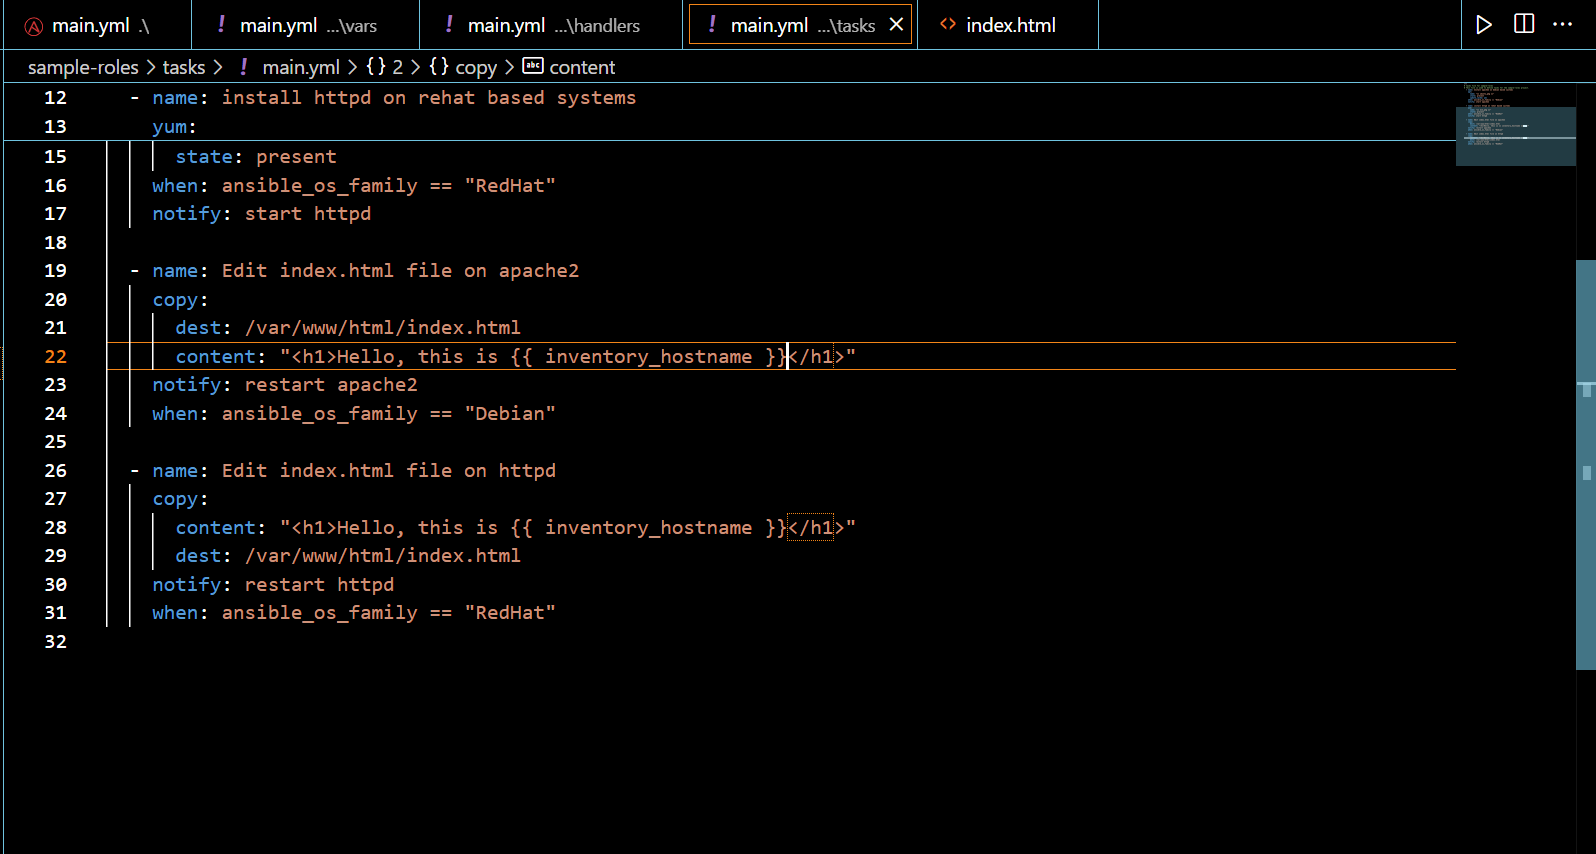 main.yml .\
main.yml ...\vars
main.yml ...\handlers
main.yml ...\tasks
index.html
sample-roles > tasks > ! main.yml > {} 2 > {} copy > abc content
12 - name: install httpd on rehat based systems
13 yum:
15 state: present
16 when: ansible_os_family == "RedHat"
17 notify: start httpd
18
19 - name: Edit index.html file on apache2
20 copy:
21 dest: /var/www/html/index.html
22 content: "<h1>Hello, this is {{ inventory_hostname }}</h1>"
23 notify: restart apache2
24 when: ansible_os_family == "Debian"
25
26 - name: Edit index.html file on httpd
27 copy:
28 content: "<h1>Hello, this is {{ inventory_hostname }}</h1>"
29 dest: /var/www/html/index.html
30 notify: restart httpd
31 when: ansible_os_family == "RedHat"
32